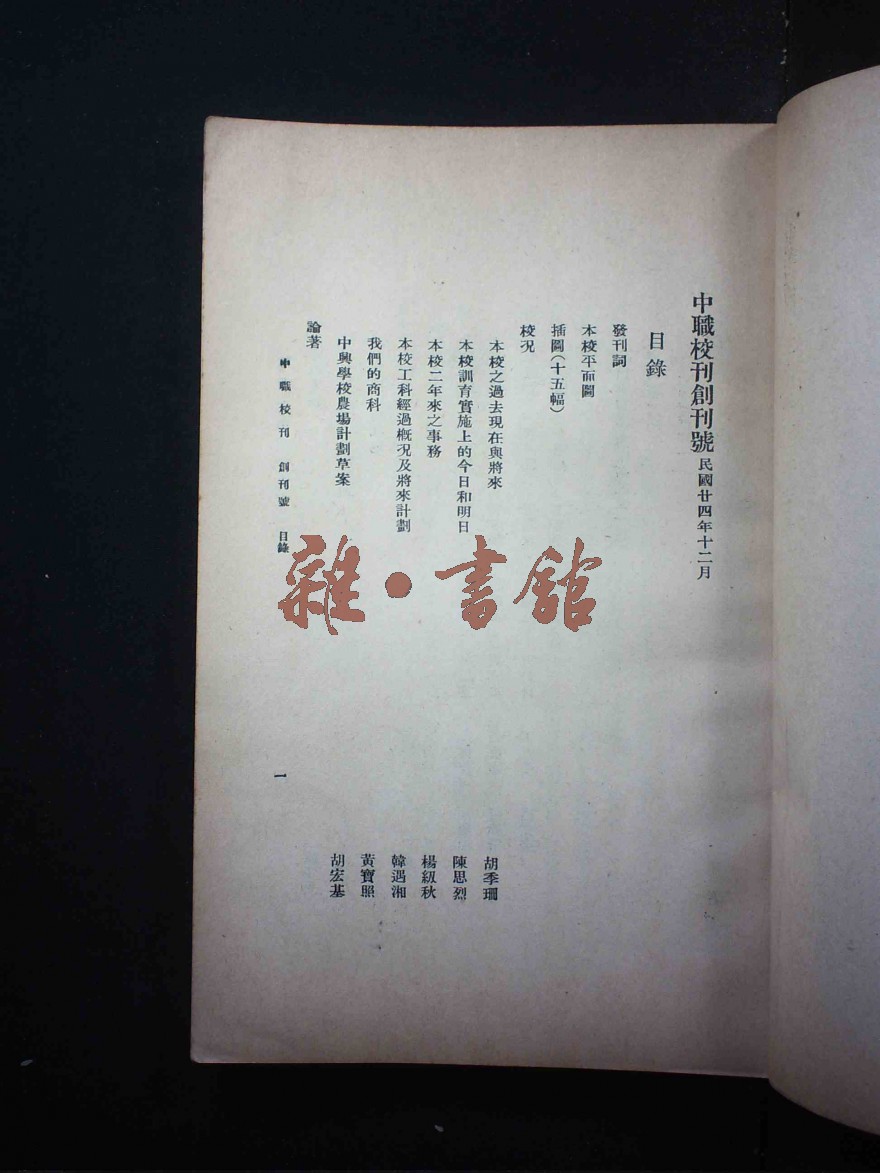 中職校刊創刊號 民國廿四年十二月
目錄
發刊詞
本校平面圖
插圖(十五幅)
校况
本校之過去現在與將來 胡季珊
本校訓育實施上的今日和明日 陳思烈
本校二年來之事務 楊紉秋
本校工科經過概况及將來計劃 韓遇湘
我們的商科 黃寶照
中興學校農場計劃草案 胡宏基
論著
中職校刊 創刊號 目錄 一
雜·書館